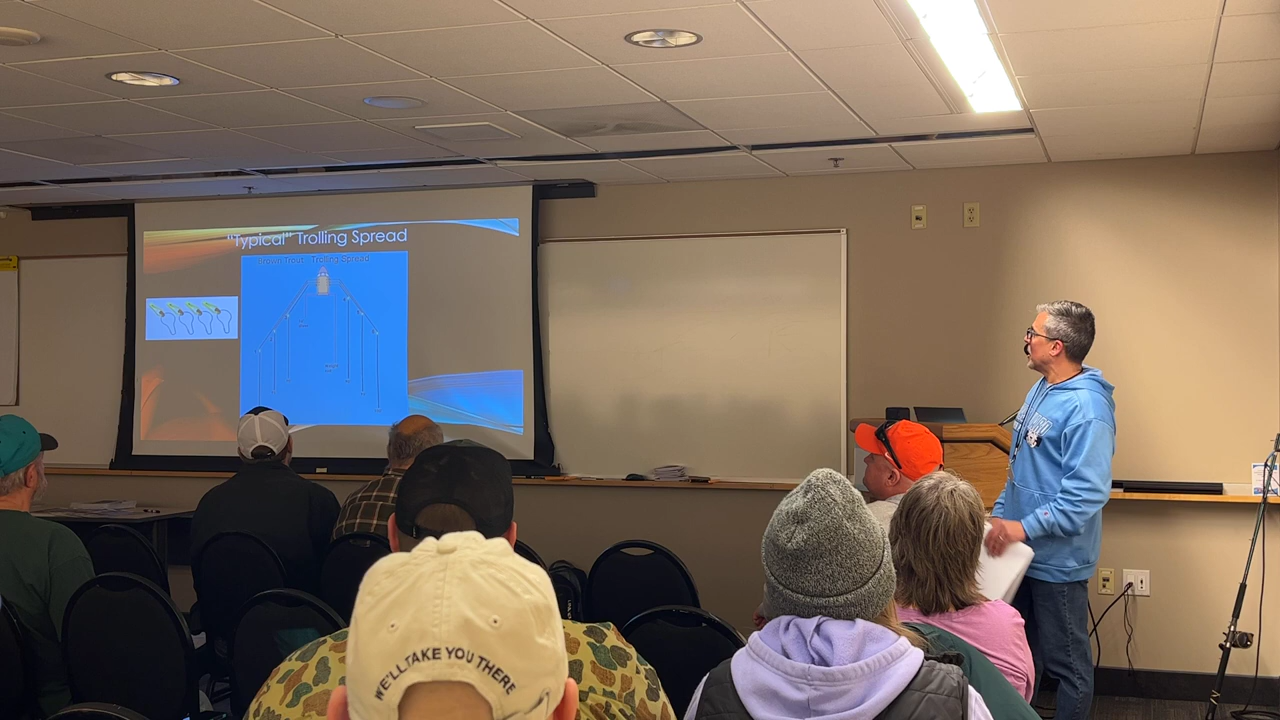 "Typical" Trolling Spread
Brown Trout - Trolling Spread
WE'LL TAKE YOU THERE